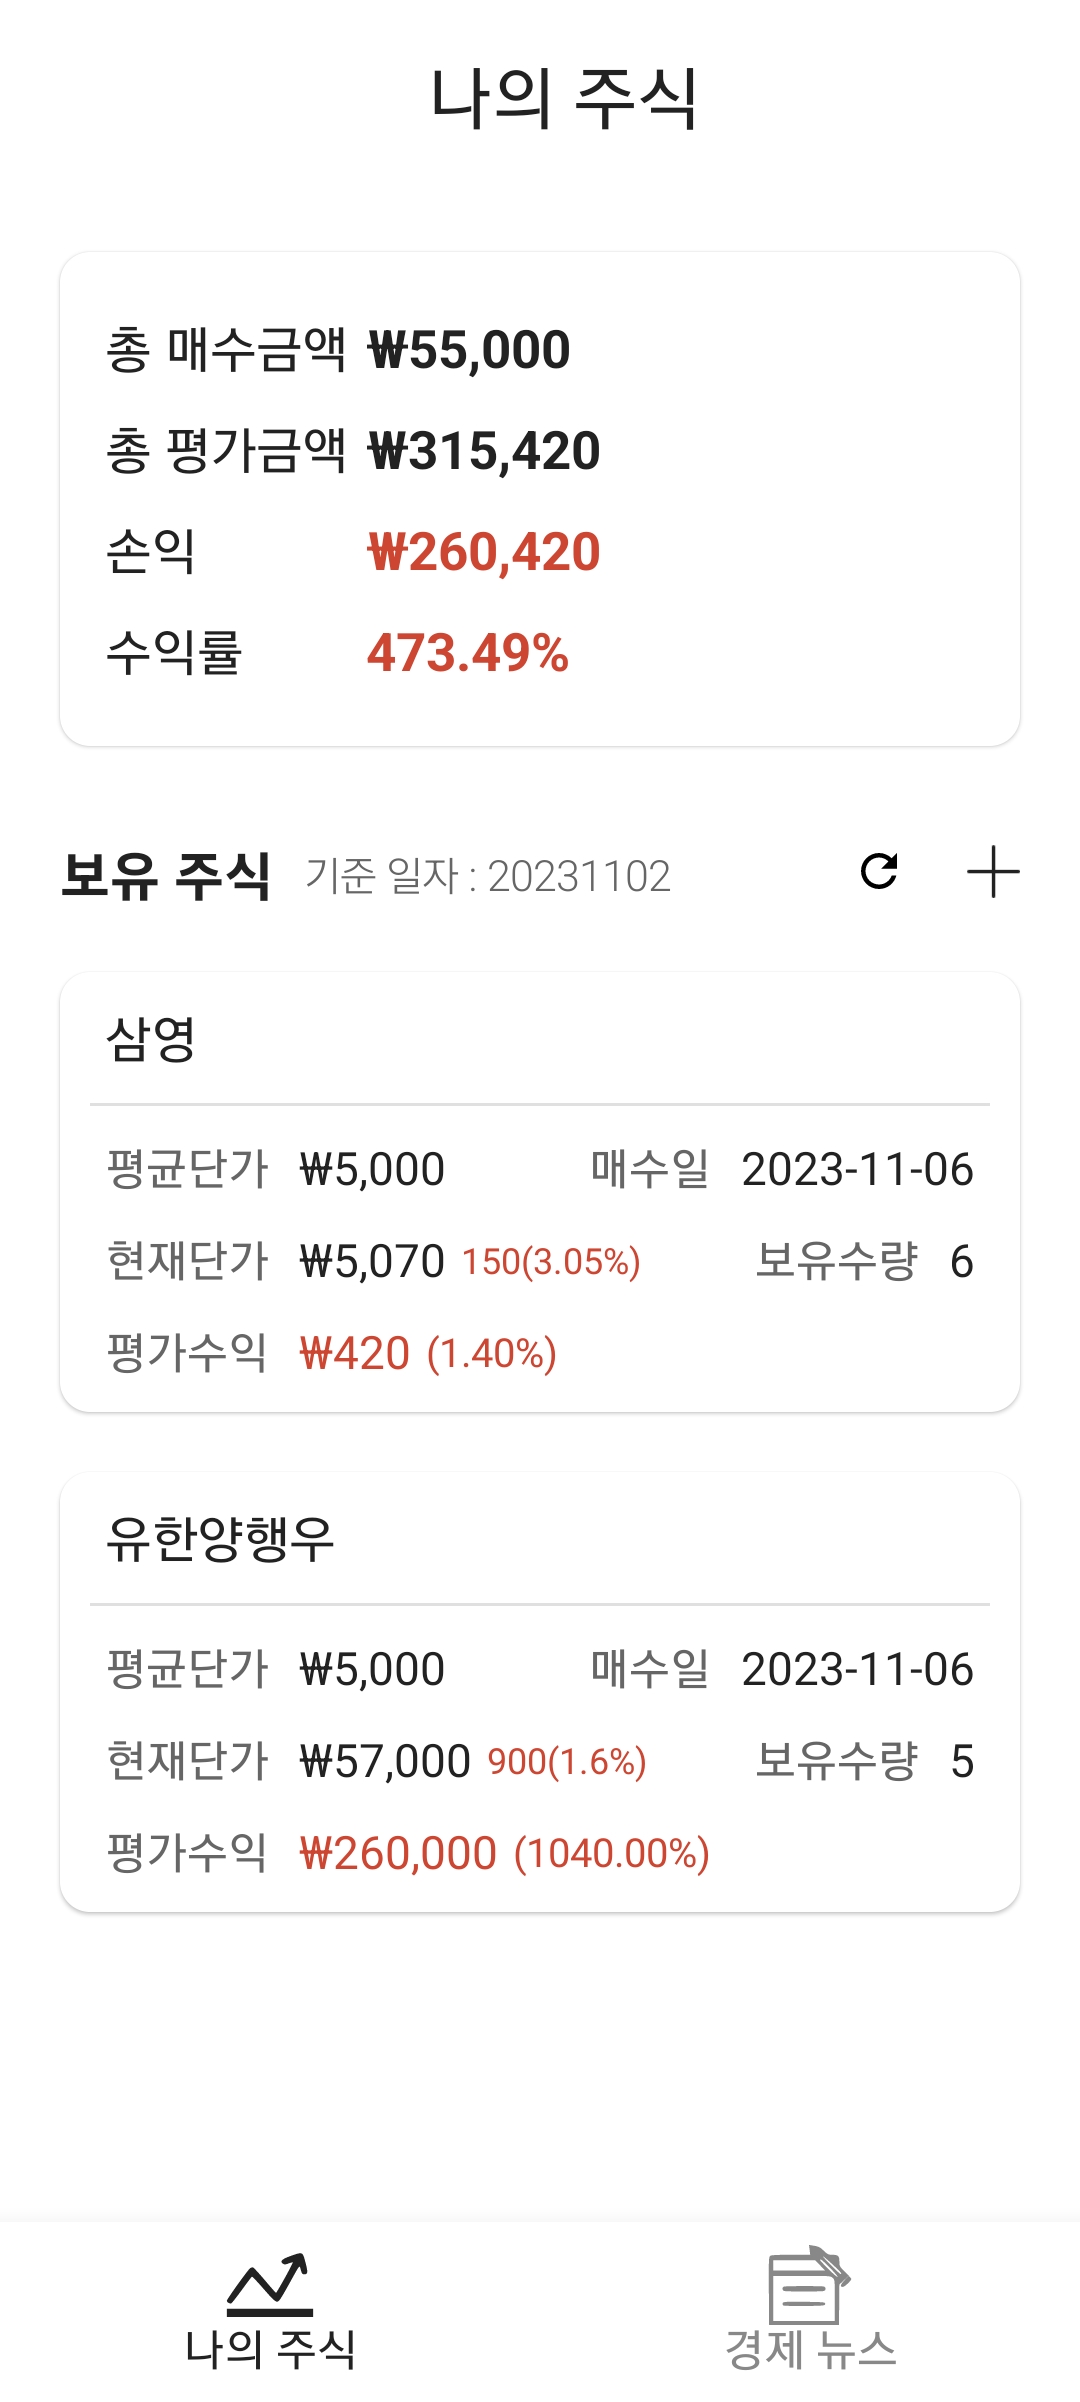 나의 주식
총 매수금액 ₩55,000
총 평가금액 ₩315,420
손익 ₩260,420
수익률 473.49%
보유 주식 기준 일자 : 20231102
삼영
평균단가 ₩5,000 매수일 2023-11-06
현재단가 ₩5,070 150(3.05%) 보유수량 6
평가수익 ₩420 (1.40%)
유한양행우
평균단가 ₩5,000 매수일 2023-11-06
현재단가 ₩57,000 900(1.6%) 보유수량 5
평가수익 ₩260,000 (1040.00%)
나의 주식 경제 뉴스